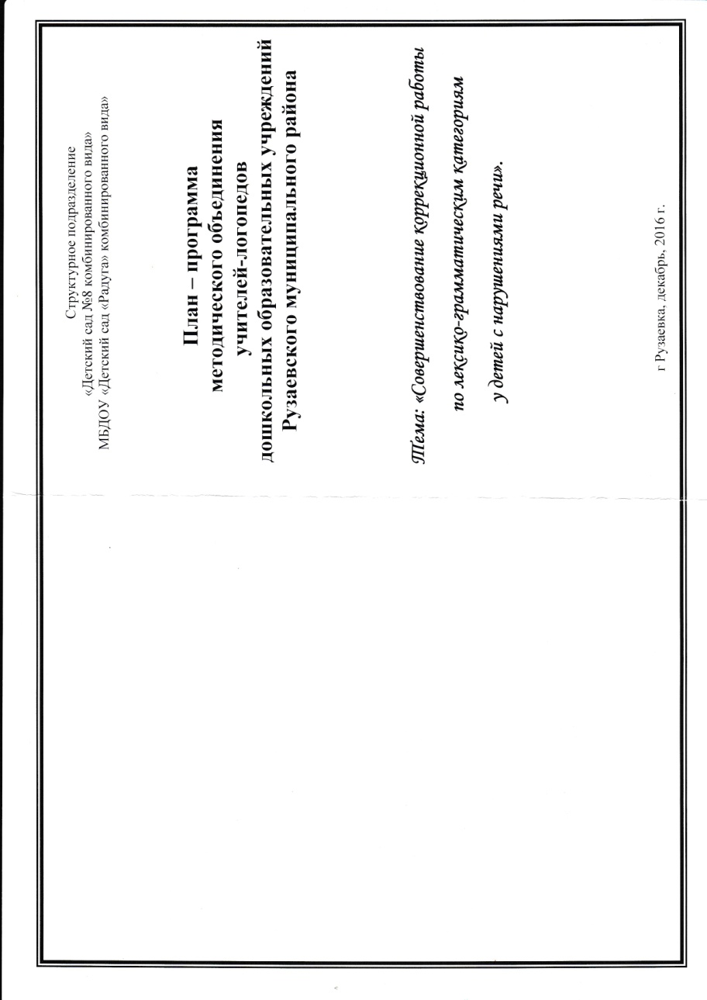 Структурное подразделение
«Детский сад №8 комбинированного вида»
МБДОУ «Детский сад «Радуга» комбинированного вида»
План – программа
методического объединения
учителей-логопедов
дошкольных образовательных учреждений
Рузаевского муниципального района
Тема: «Совершенствование коррекционной работы
по лексико-грамматическим категориям
у детей с нарушениями речи».
г Рузаевка, декабрь, 2016 г.